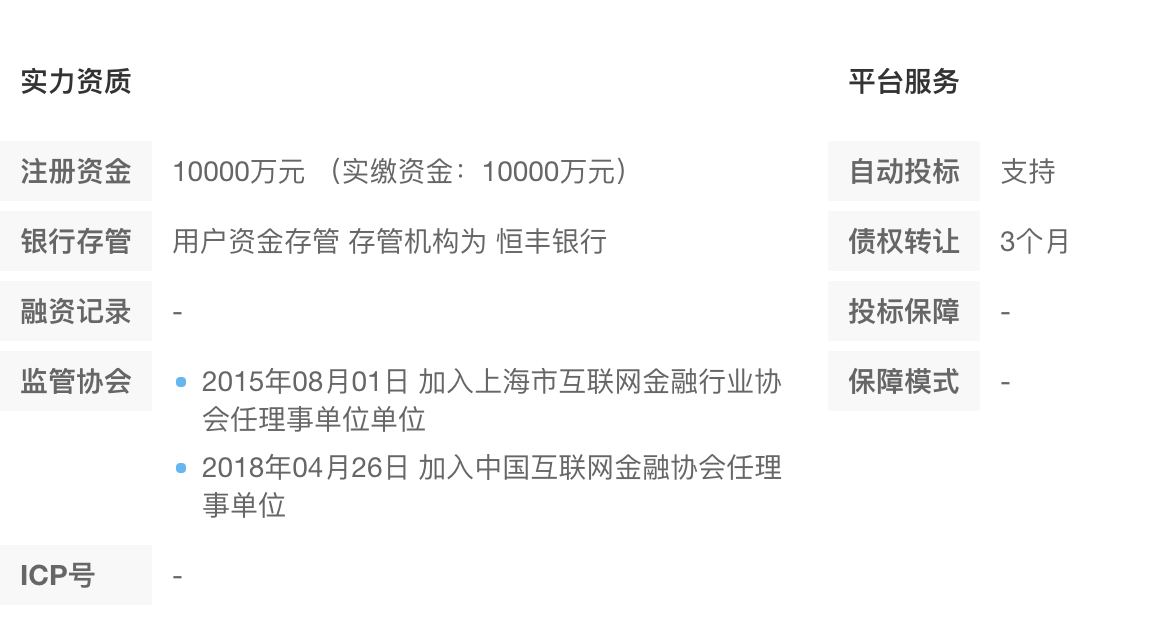 实力资质
注册资金 10000万元 （实缴资金：10000万元）
银行存管 用户资金存管 存管机构为 恒丰银行
融资记录 -
监管协会 2015年08月01日 加入上海市互联网金融行业协
会任理事单位单位
2018年04月26日 加入中国互联网金融协会任理
事单位
ICP号 -
平台服务
自动投标 支持
债权转让 3个月
投标保障 -
保障模式 -